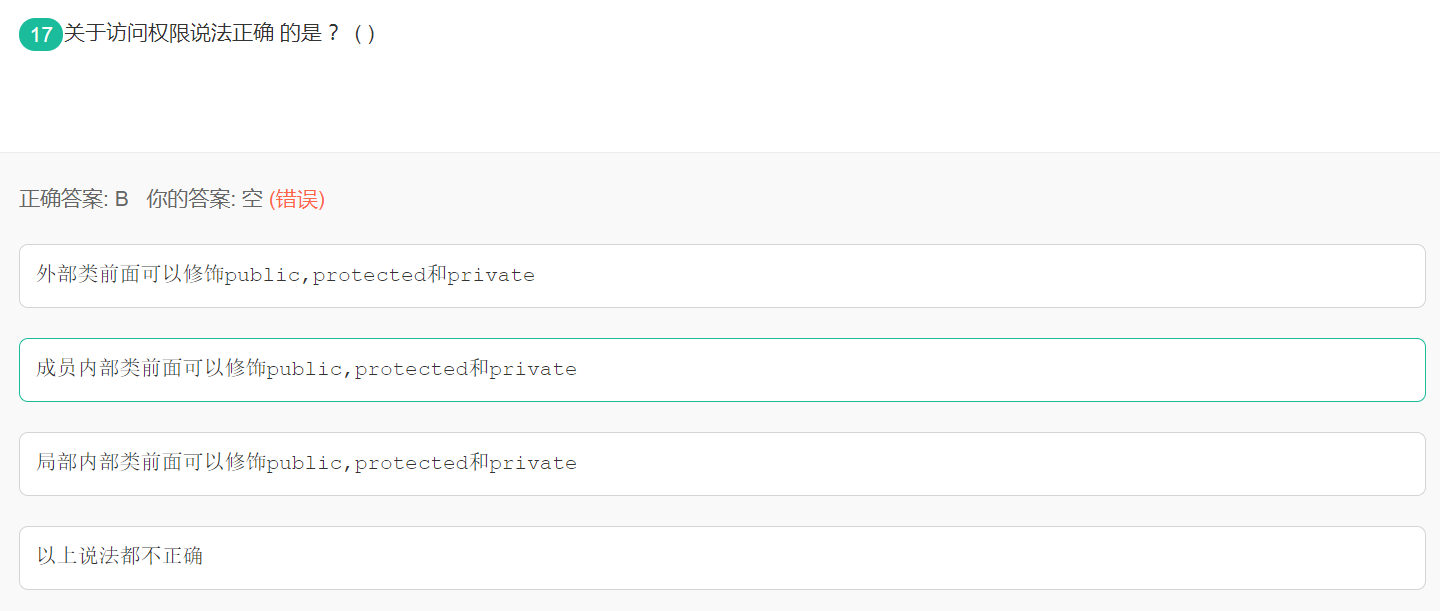 17关于访问权限说法正确 的是 ？ ( )
正确答案: B 你的答案: 空 (错误)
外部类前面可以修饰public,protected和private
成员内部类前面可以修饰public,protected和private
局部内部类前面可以修饰public,protected和private
以上说法都不正确